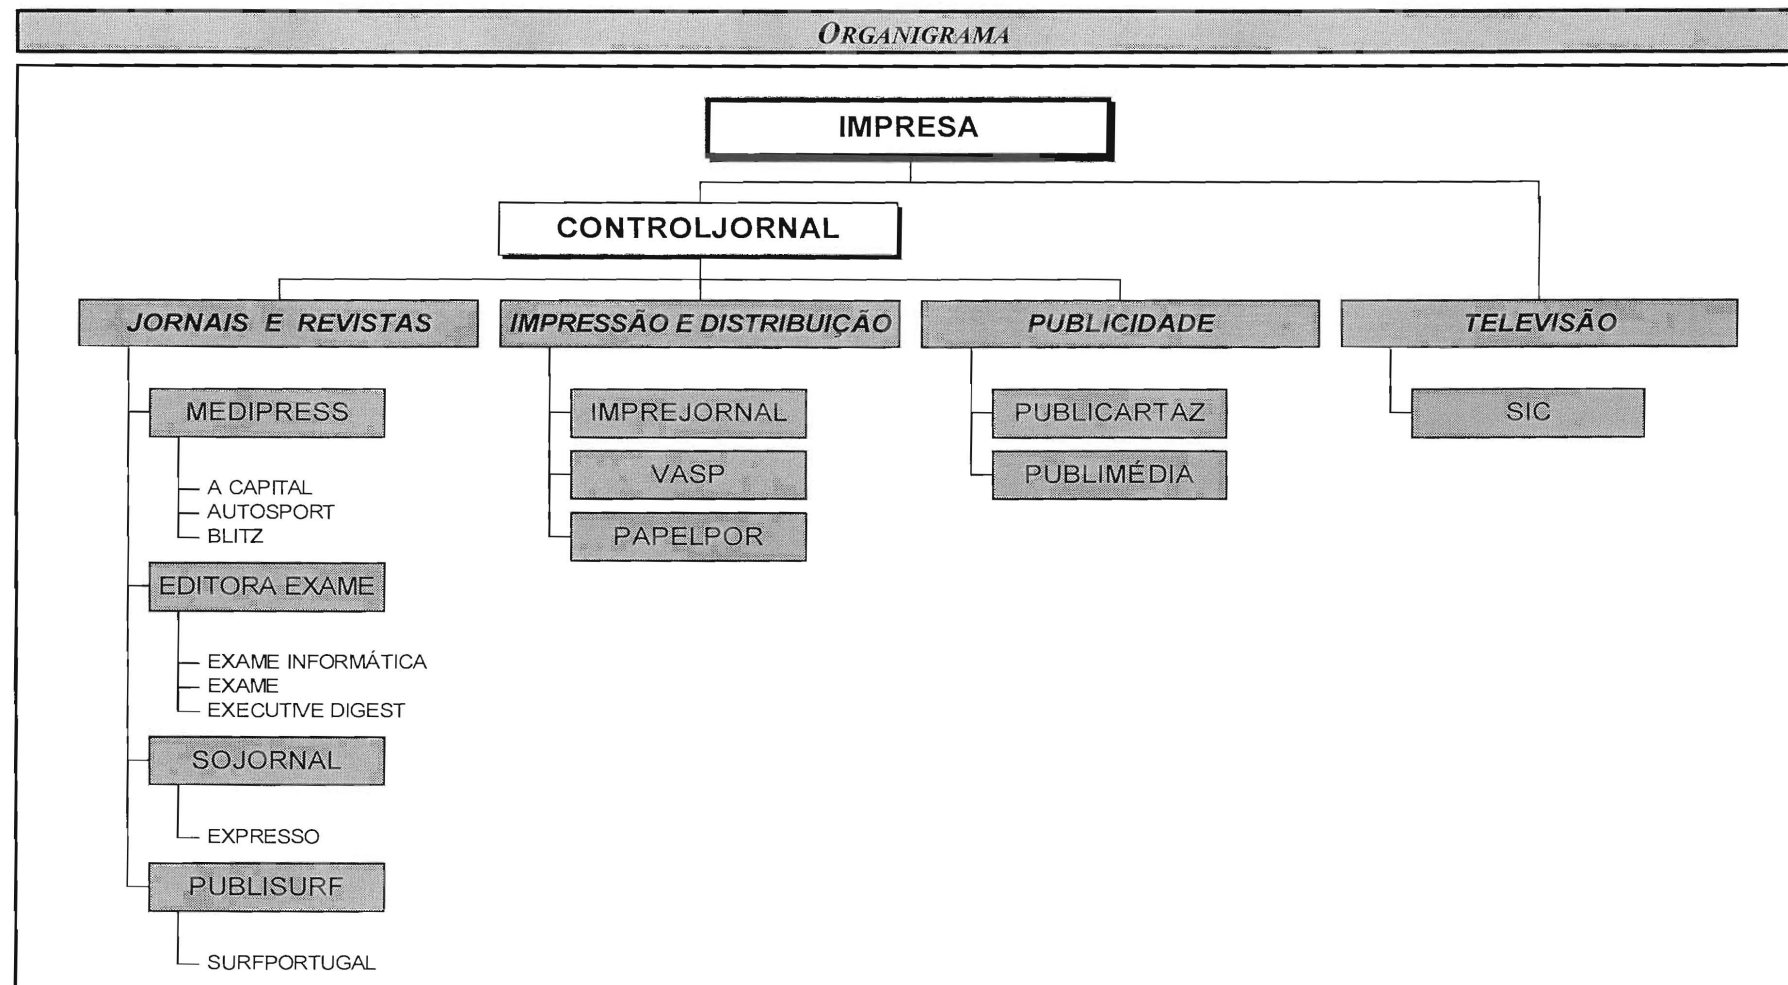 ORGANIGRAMA
IMPRESA
CONTROLJORNAL
JORNAIS E REVISTAS
MEDIPRESS
A CAPITAL
AUTOSPORT
BLITZ
EDITORA EXAME
EXAME INFORMÁTICA
EXAME
EXECUTIVE DIGEST
SOJORNAL
EXPRESSO
PUBLISURF
SURFPORTUGAL
IMPRESSÃO E DISTRIBUIÇÃO
IMPREJORNAL
VASP
PAPELPOR
PUBLICIDADE
PUBLICARTAZ
PUBLIMÉDIA
TELEVISÃO
SIC